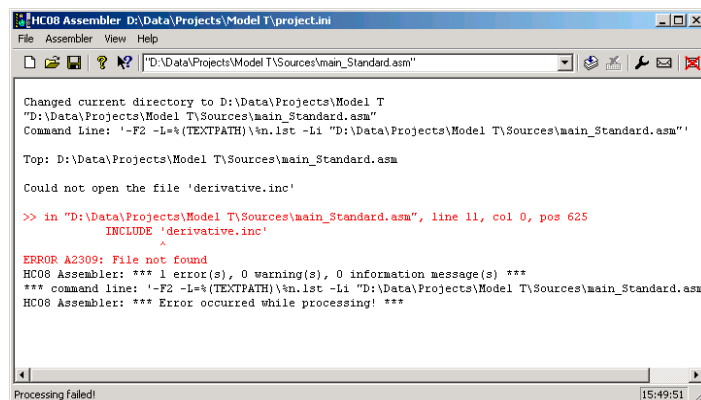 HC08 Assembler D:\Data\Projects\Model T\project.ini
File Assembler View Help
"D:\Data\Projects\Model T\Sources\main_Standard.asm"
Changed current directory to D:\Data\Projects\Model T
"D:\Data\Projects\Model T\Sources\main_Standard.asm"
Command Line: '-F2 -L=%(TEXTPATH)\%n.lst -Li "D:\Data\Projects\Model T\Sources\main_Standard.asm"'
Top: D:\Data\Projects\Model T\Sources\main_Standard.asm
Could not open the file 'derivative.inc'
>> in "D:\Data\Projects\Model T\Sources\main_Standard.asm", line 11, col 0, pos 625
INCLUDE 'derivative.inc'
^
ERROR A2309: File not found
HC08 Assembler: *** 1 error(s), 0 warning(s), 0 information message(s) ***
*** command line: '-F2 -L=%(TEXTPATH)\%n.lst -Li "D:\Data\Projects\Model T\Sources\main_Standard.asm
HC08 Assembler: *** Error occurred while processing! ***
Processing failed!
15:49:51